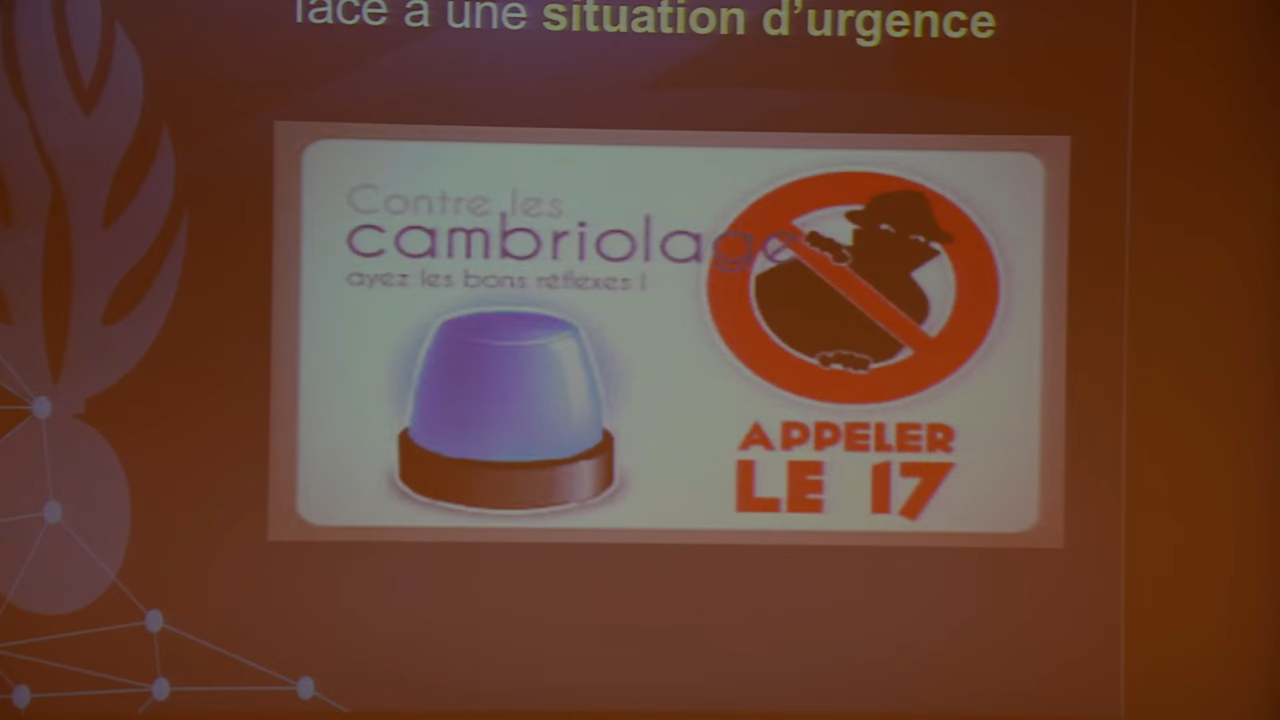 face à une situation d'urgence
Contre les
cambriolage
ayez les bons réflexes !
APPELER
LE 17